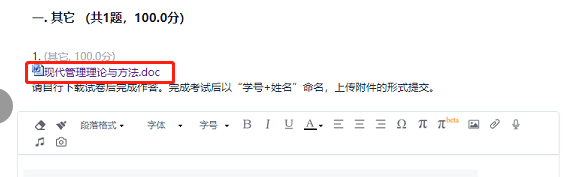 一. 其它 (共1题，100.0分)
1. (其它, 100.0分)
现代管理理论与方法.doc
请自行下载试卷后完成作答。完成考试后以“学号+姓名”命名，上传附件的形式提交。
段落格式 字体 字号 B I U A Ω π πbeta